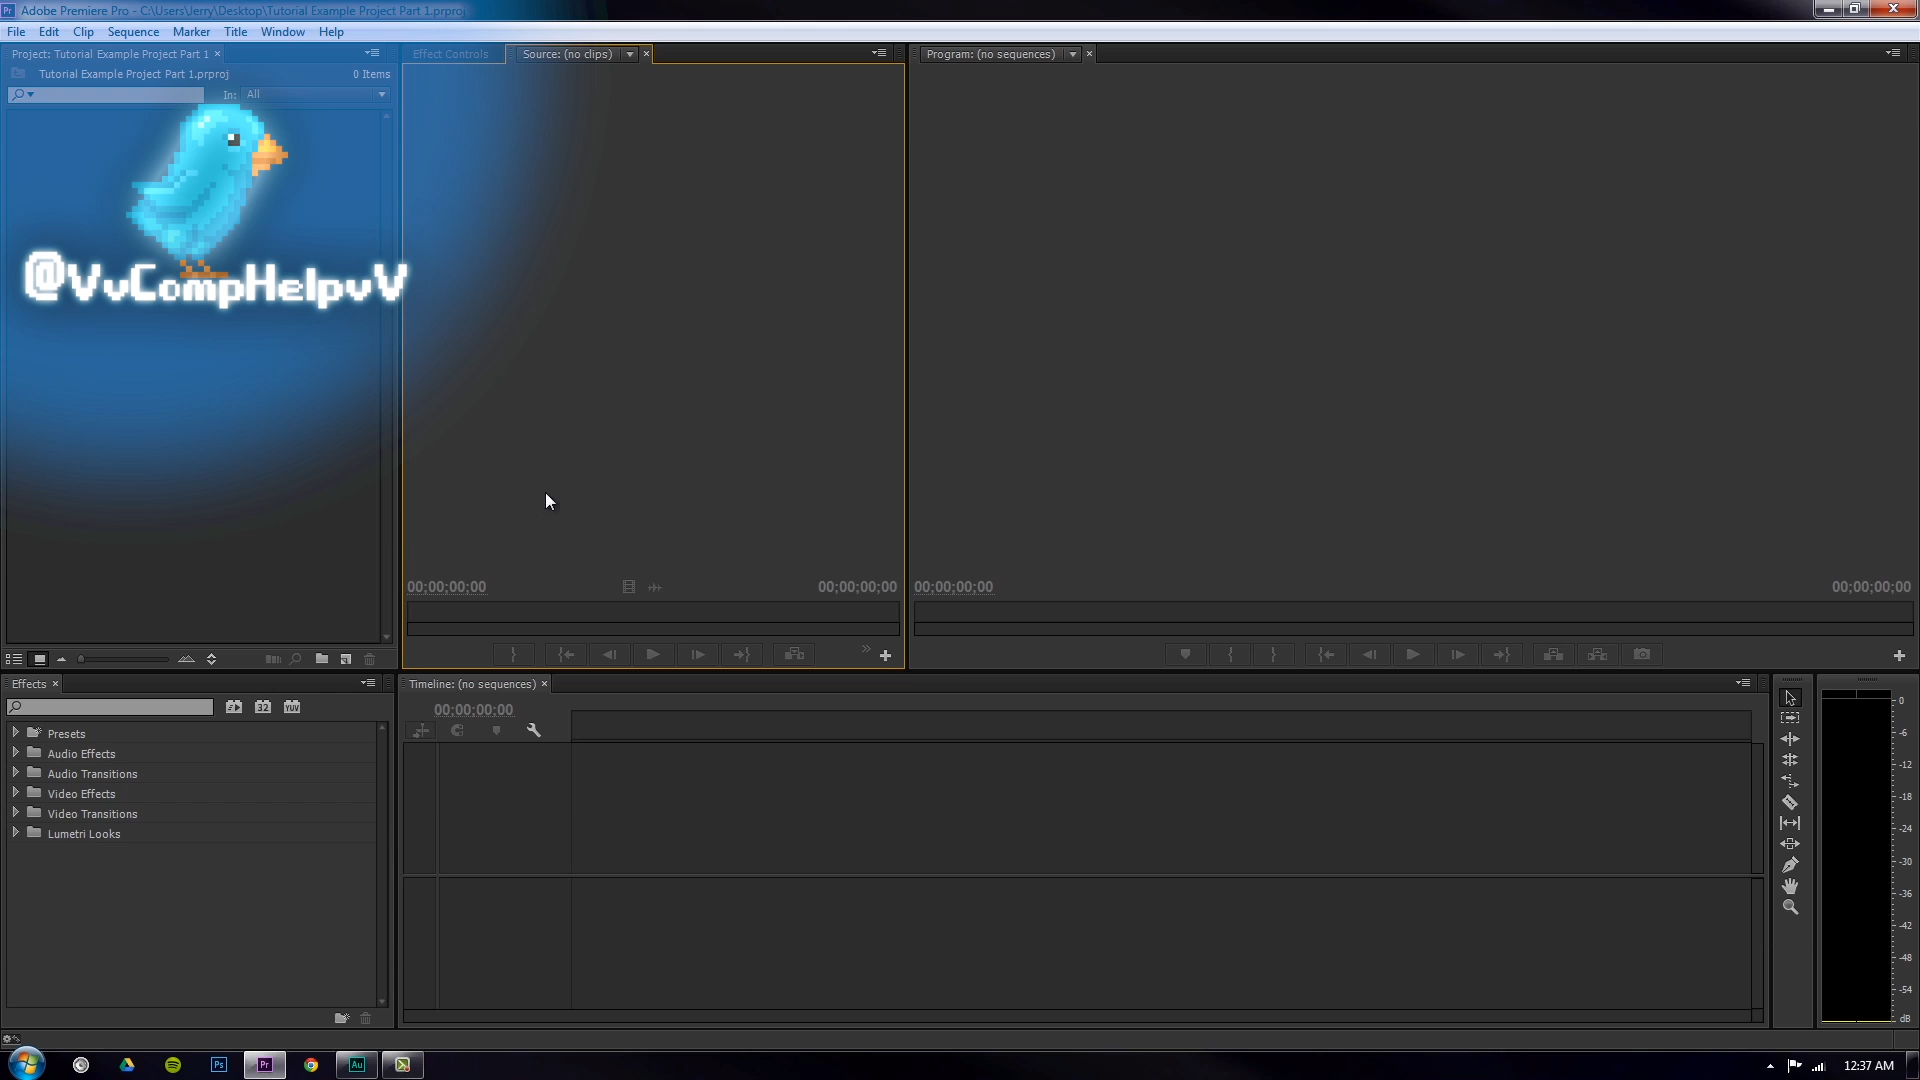 Adobe Premiere Pro - C:\Users\Jerry\Desktop\Tutorial Example Project Part 1.prproj
File Edit Clip Sequence Marker Title Window Help
Project: Tutorial Example Project Part 1
Tutorial Example Project Part 1.prproj 0 Items
In: All
@VvCompHelpvV
Effect Controls Source: (no clips)
00;00;00;00 00;00;00;00
Program: (no sequences)
00;00;00;00 00;00;00;00
Effects
32 YUV
Presets
Audio Effects
Audio Transitions
Video Effects
Video Transitions
Lumetri Looks
Timeline: (no sequences)
00;00;00;00
0
-6
-12
-18
-24
-30
-36
-42
-48
-54
dB
Ps Pr Au
12:37 AM